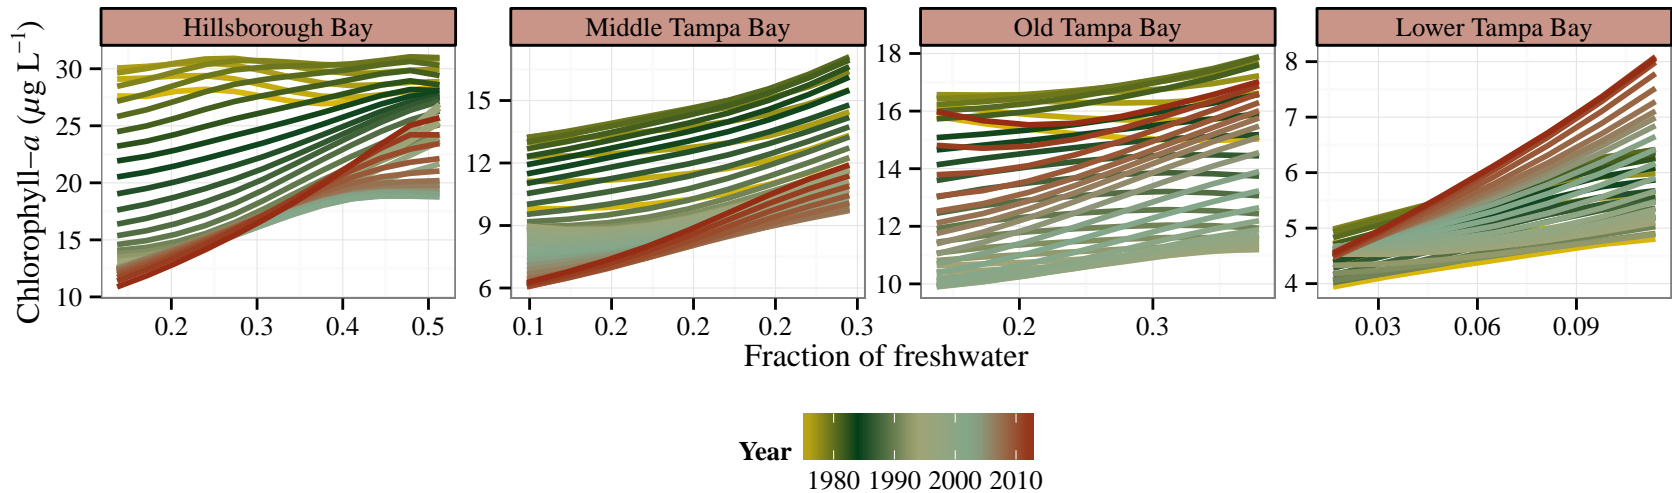 Hillsborough Bay
Middle Tampa Bay
Old Tampa Bay
Lower Tampa Bay
Chlorophyll−a (μg L⁻¹)
30
25
20
15
10
15
12
9
6
18
16
14
12
10
8
7
6
5
4
0.2 0.3 0.4 0.5
0.1 0.2 0.2 0.2 0.3
0.2 0.3
0.03 0.06 0.09
Fraction of freshwater
Year
1980 1990 2000 2010